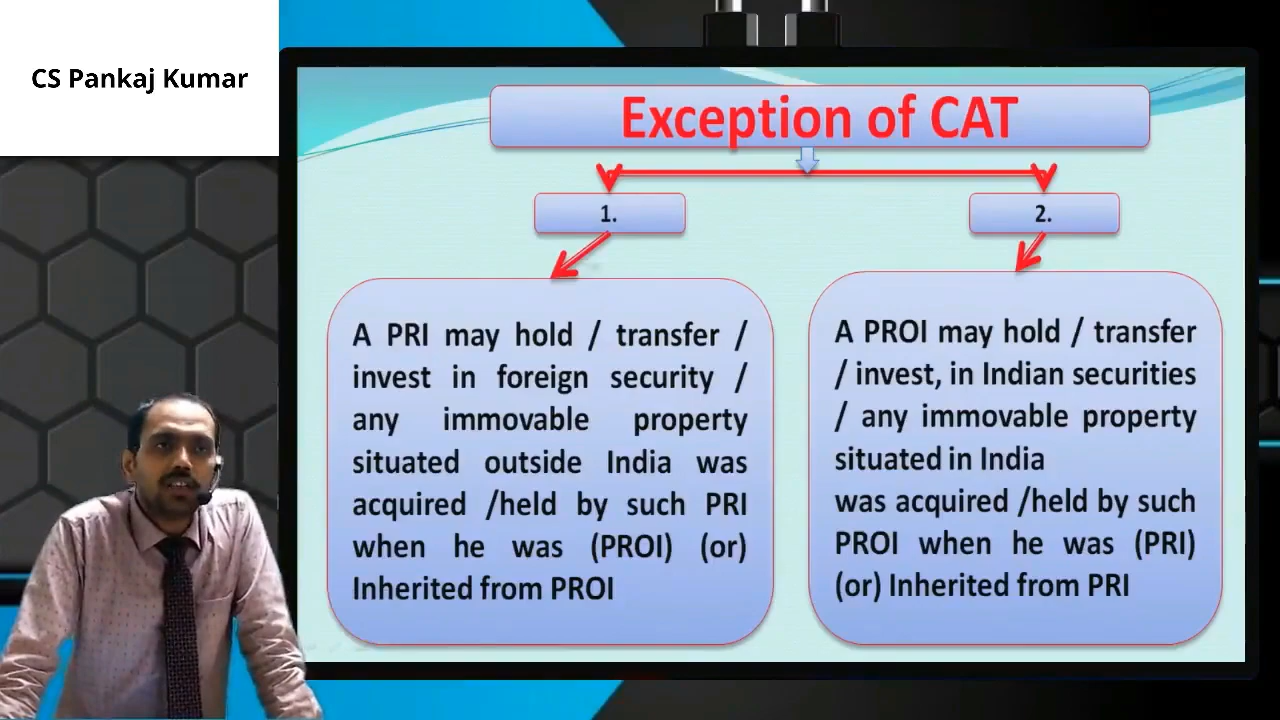 CS Pankaj Kumar
Exception of CAT
1.
2.
A PRI may hold / transfer /
invest in foreign security /
any immovable property
situated outside India was
acquired /held by such PRI
when he was (PROI) (or)
Inherited from PROI
A PROI may hold / transfer
/ invest, in Indian securities
/ any immovable property
situated in India
was acquired /held by such
PROI when he was (PRI)
(or) Inherited from PRI